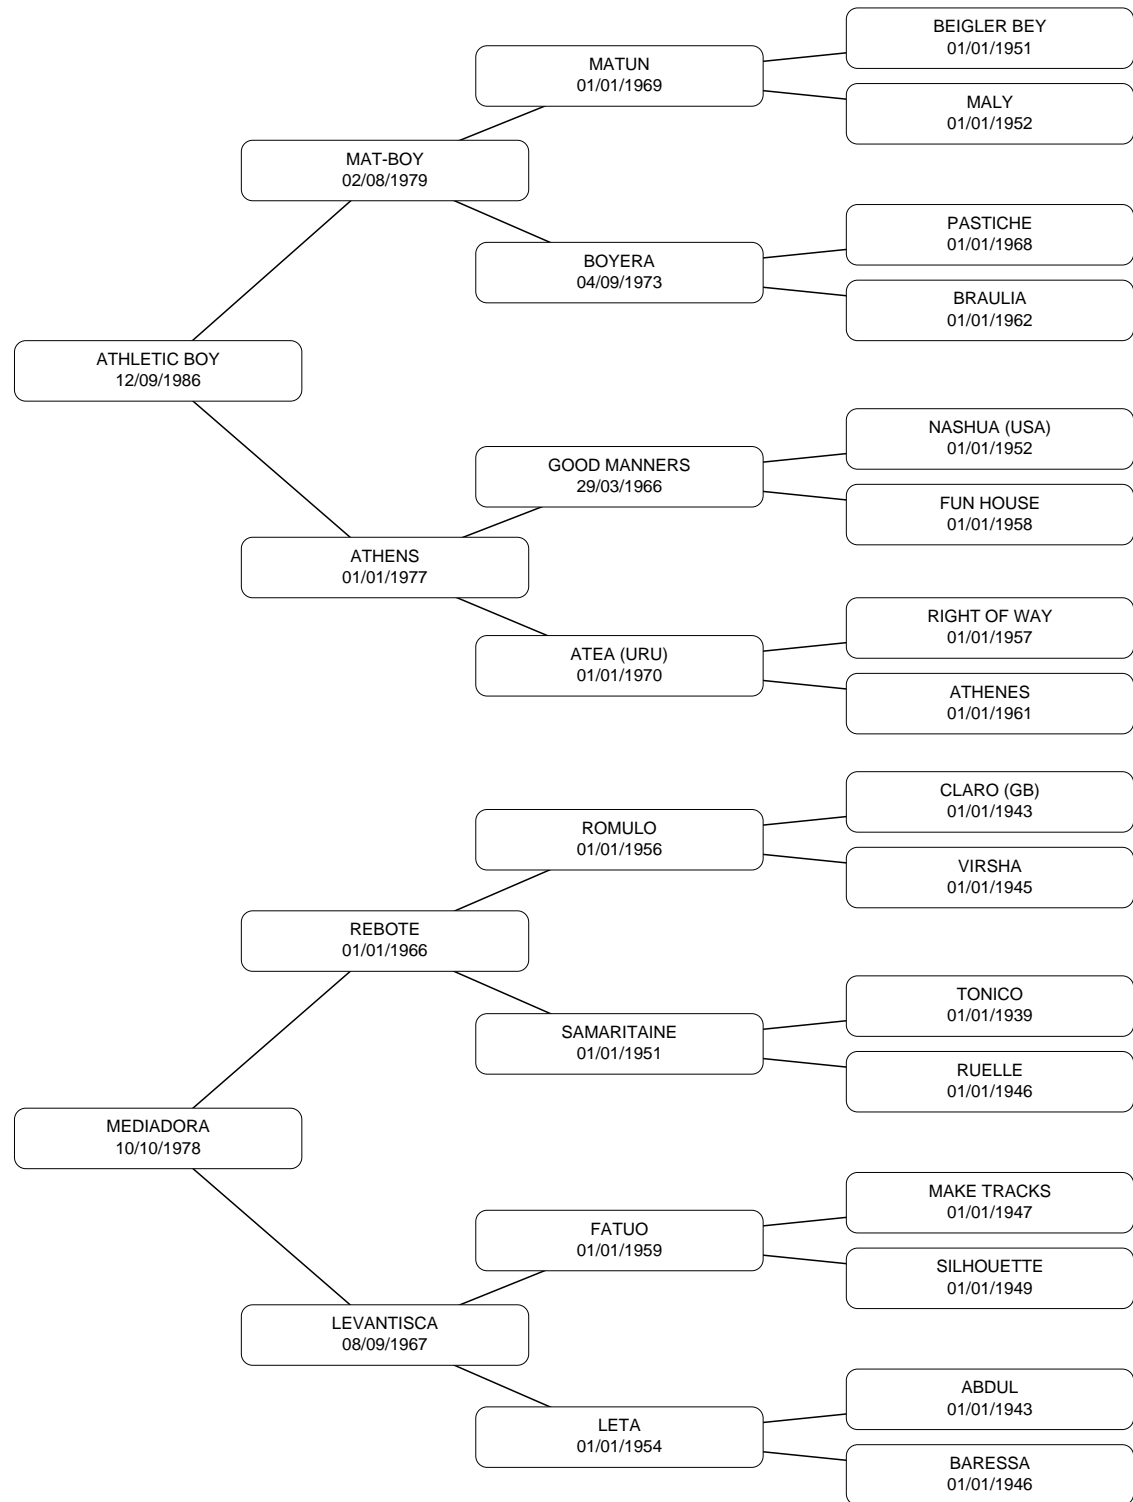 BEIGLER BEY
01/01/1951
MATUN
01/01/1969
MALY
01/01/1952
MAT-BOY
02/08/1979
PASTICHE
01/01/1968
BOYERA
04/09/1973
BRAULIA
01/01/1962
ATHLETIC BOY
12/09/1986
NASHUA (USA)
01/01/1952
GOOD MANNERS
29/03/1966
FUN HOUSE
01/01/1958
ATHENS
01/01/1977
RIGHT OF WAY
01/01/1957
ATEA (URU)
01/01/1970
ATHENES
01/01/1961
CLARO (GB)
01/01/1943
ROMULO
01/01/1956
VIRSHA
01/01/1945
REBOTE
01/01/1966
TONICO
01/01/1939
SAMARITAINE
01/01/1951
RUELLE
01/01/1946
MEDIADORA
10/10/1978
MAKE TRACKS
01/01/1947
FATUO
01/01/1959
SILHOUETTE
01/01/1949
LEVANTISCA
08/09/1967
ABDUL
01/01/1943
LETA
01/01/1954
BARESSA
01/01/1946